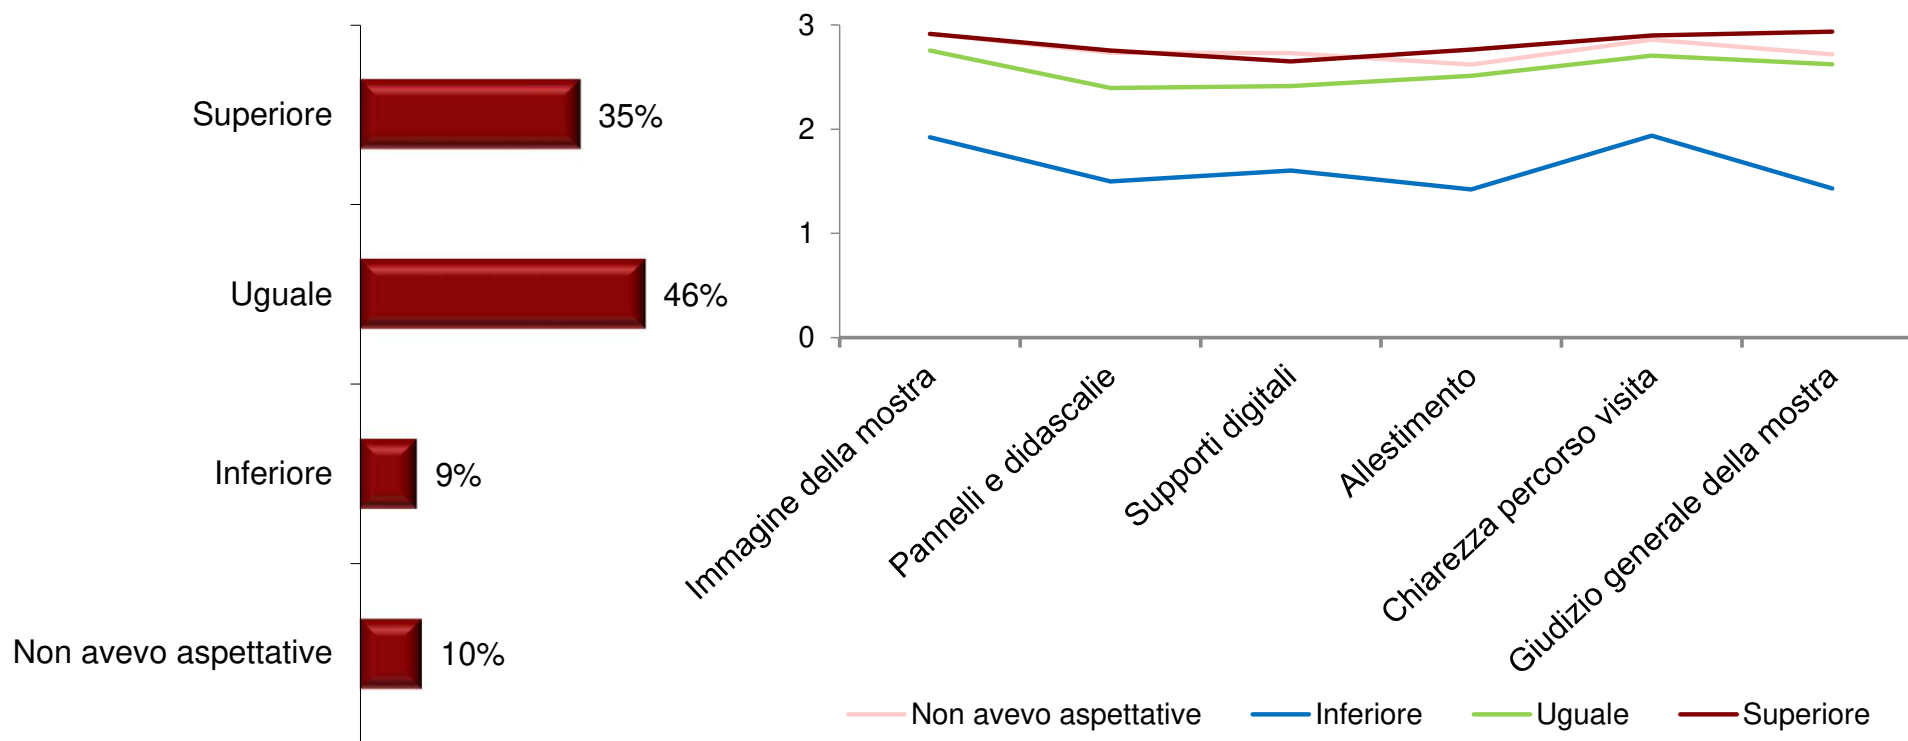 Superiore
35%
Uguale
46%
Inferiore
9%
Non avevo aspettative
10%
3
2
1
0
Immagine della mostra
Pannelli e didascalie
Supporti digitali
Allestimento
Chiarezza percorso visita
Giudizio generale della mostra
Non avevo aspettative
Inferiore
Uguale
Superiore